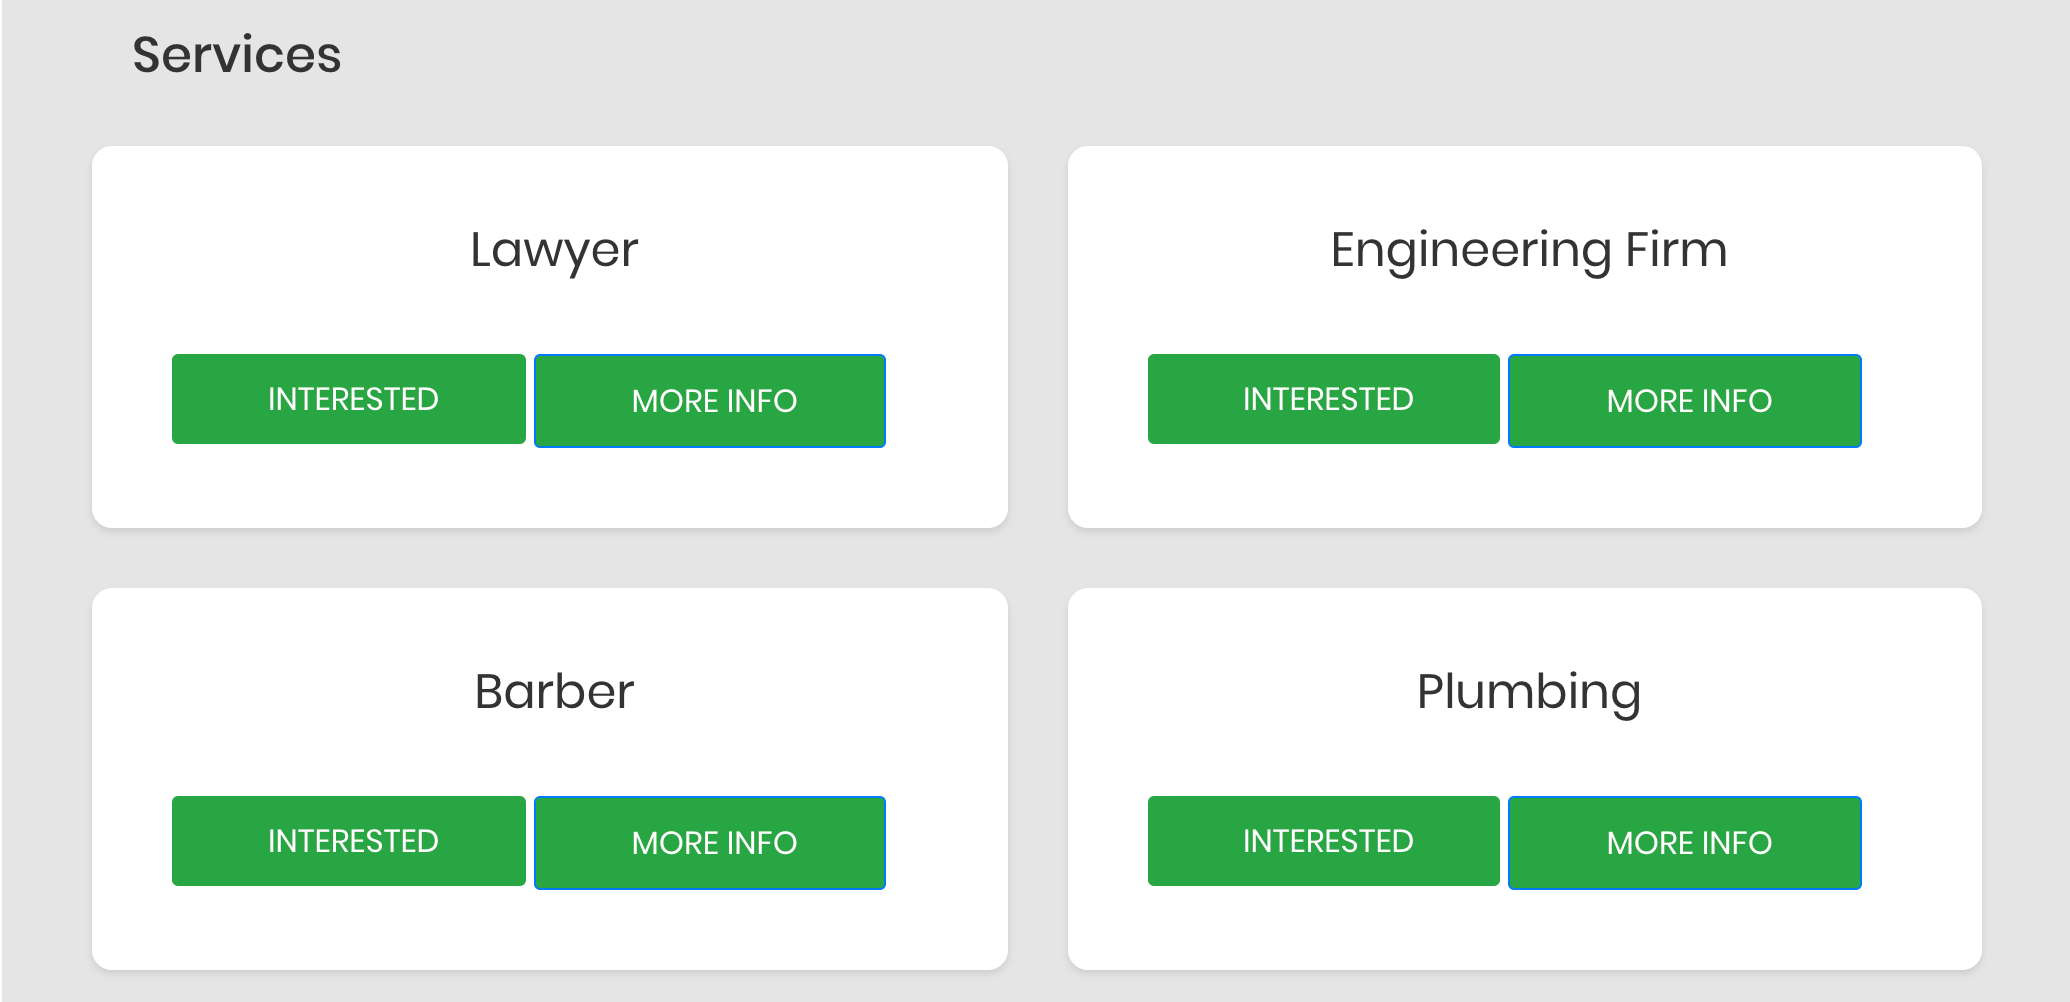 Services
Lawyer
Engineering Firm
INTERESTED
MORE INFO
INTERESTED
MORE INFO
Barber
Plumbing
INTERESTED
MORE INFO
INTERESTED
MORE INFO